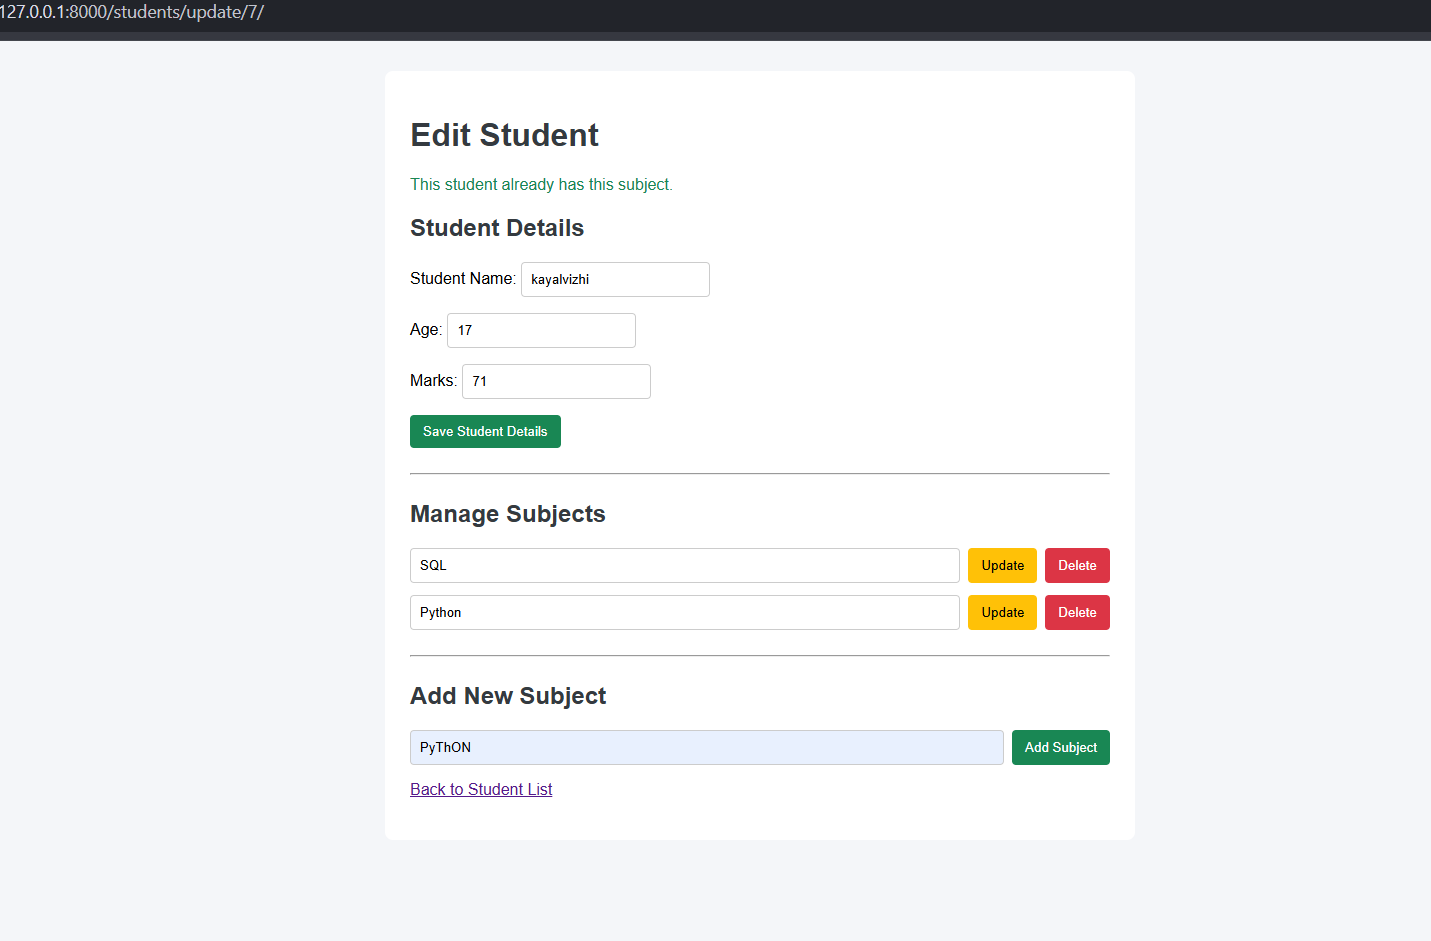 127.0.0.1:8000/students/update/7/
Edit Student
This student already has this subject.
Student Details
Student Name: kayalvizhi
Age: 17
Marks: 71
Save Student Details
Manage Subjects
SQL Update Delete
Python Update Delete
Add New Subject
PyThON Add Subject
Back to Student List